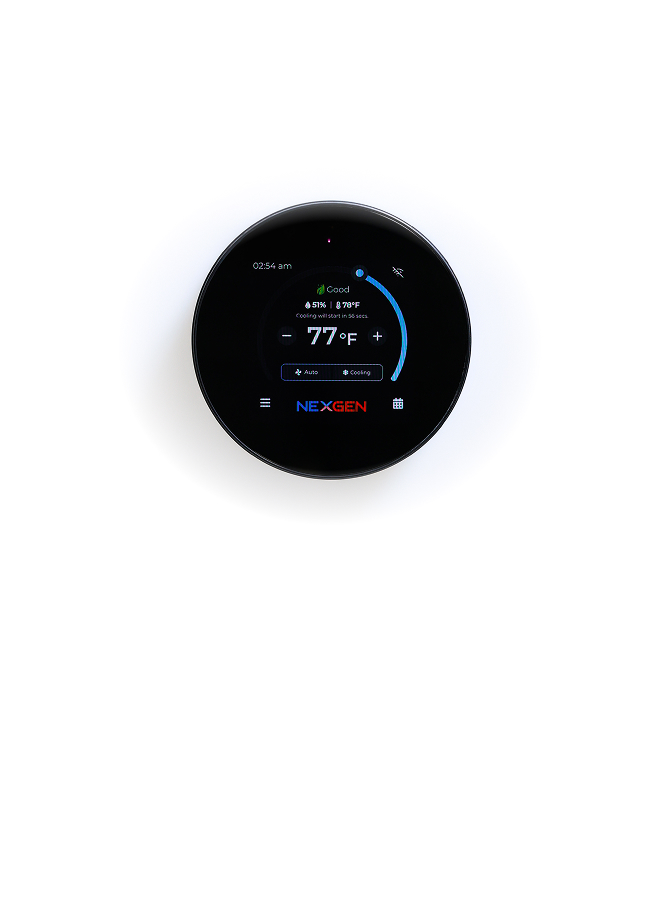 02:54 am
Good
51% | 78°F
Cooling will start in 56 secs
− 77 °F +
Auto Cooling
NEXGEN